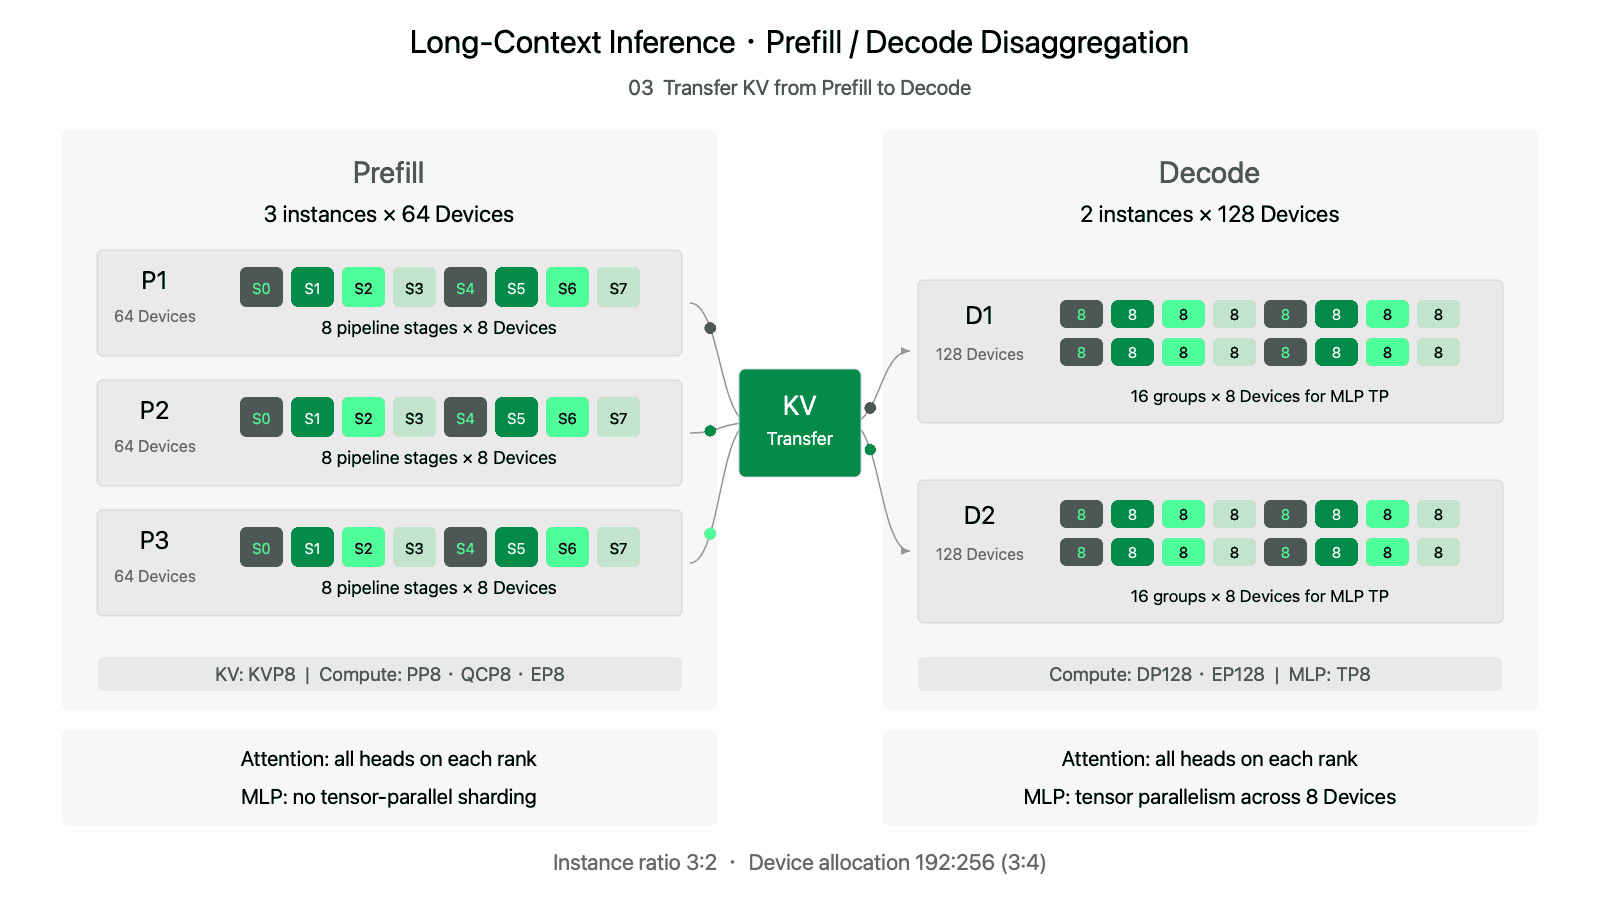 Long-Context Inference · Prefill / Decode Disaggregation
03 Transfer KV from Prefill to Decode
Prefill
3 instances × 64 Devices
P1
64 Devices
S0 S1 S2 S3 S4 S5 S6 S7
8 pipeline stages × 8 Devices
P2
64 Devices
S0 S1 S2 S3 S4 S5 S6 S7
8 pipeline stages × 8 Devices
P3
64 Devices
S0 S1 S2 S3 S4 S5 S6 S7
8 pipeline stages × 8 Devices
KV: KVP8 | Compute: PP8 · QCP8 · EP8
Attention: all heads on each rank
MLP: no tensor-parallel sharding
KV
Transfer
Decode
2 instances × 128 Devices
D1
128 Devices
8 8 8 8 8 8 8 8
8 8 8 8 8 8 8 8
16 groups × 8 Devices for MLP TP
D2
128 Devices
8 8 8 8 8 8 8 8
8 8 8 8 8 8 8 8
16 groups × 8 Devices for MLP TP
Compute: DP128 · EP128 | MLP: TP8
Attention: all heads on each rank
MLP: tensor parallelism across 8 Devices
Instance ratio 3:2 · Device allocation 192:256 (3:4)